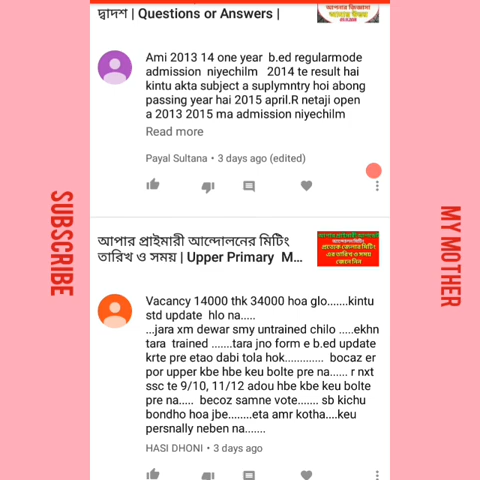 দ্বাদশ | Questions or Answers |
Ami 2013 14 one year b.ed regularmode
admission niyechilm 2014 te result hai
kintu akta subject a suplymntry hoi abong
passing year hai 2015 april.R netaji open
a 2013 2015 ma admission niyechilm
Read more
Payal Sultana • 3 days ago (edited)
SUBSCRIBE
MY MOTHER
আপার প্রাইমারী আন্দোলনের মিটিং
তারিখ ও সময় | Upper Primary M...
Vacancy 14000 thk 34000 hoa glo.......kintu
std update hlo na.....
...jara xm dewar smy untrained chilo .....ekhn
tara trained .......tara jno form e b.ed update
krte pre etao dabi tola hok............. bocaz er
por upper kbe hbe keu bolte pre na...... r nxt
ssc te 9/10, 11/12 adou hbe kbe keu bolte
pre na..... becoz samne vote....... sb kichu
bondho hoa jbe........eta amr kotha....keu
persnally neben na.......
HASI DHONI • 3 days ago